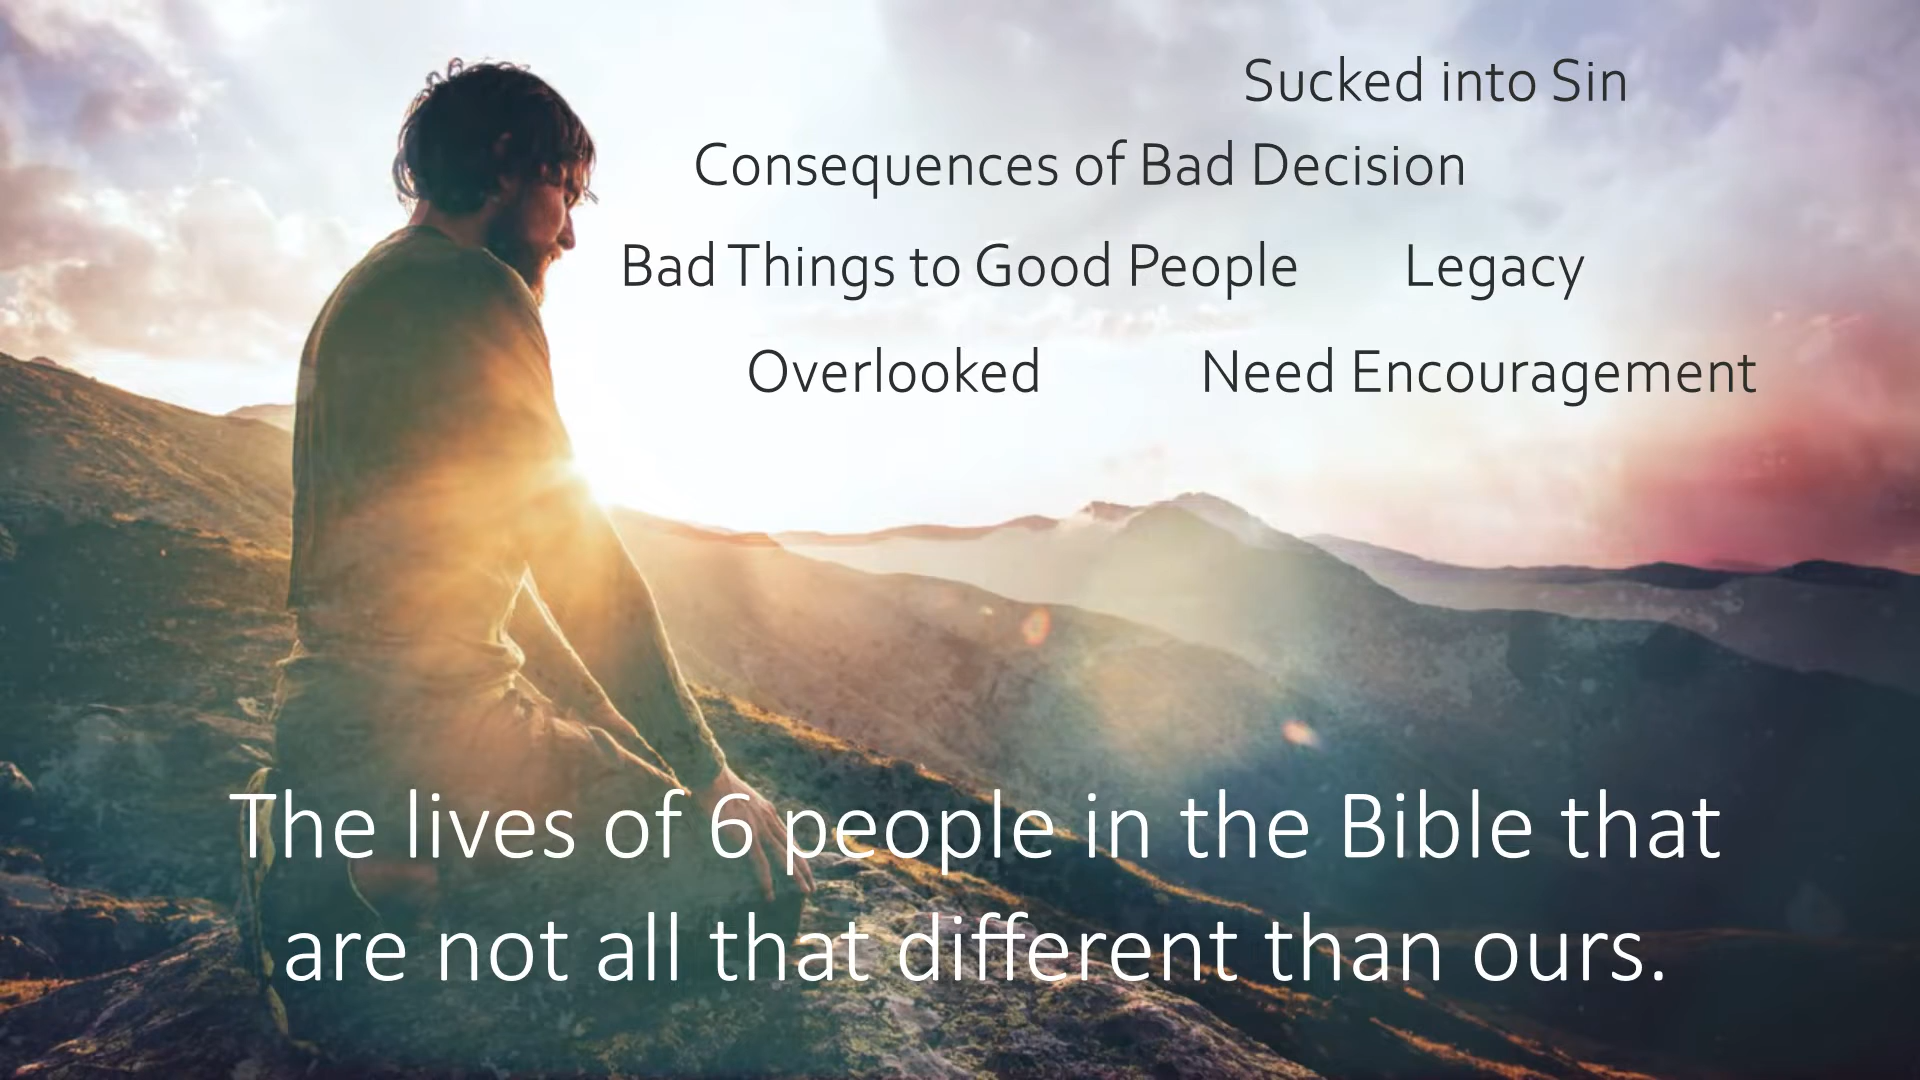 Sucked into Sin
Consequences of Bad Decision
Bad Things to Good People
Legacy
Overlooked
Need Encouragement
The lives of 6 people in the Bible that
are not all that different than ours.